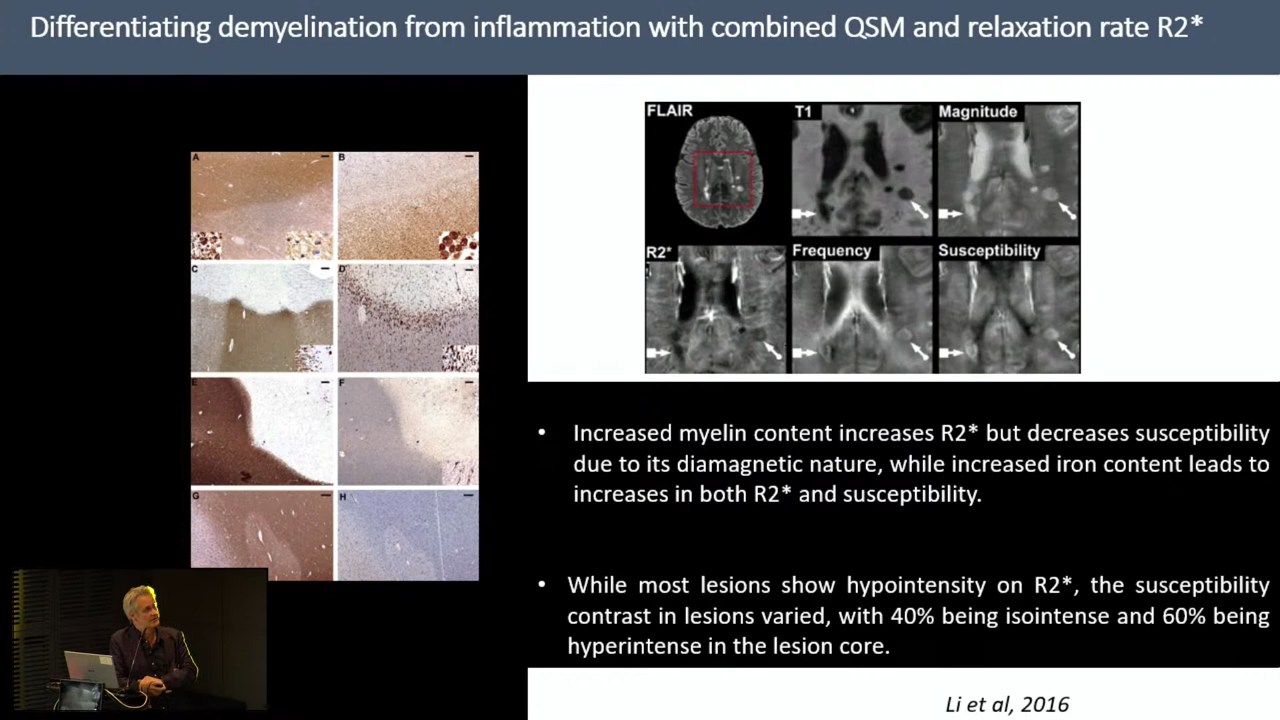 Differentiating demyelination from inflammation with combined QSM and relaxation rate R2*
A
B
C
D
E
F
G
H
FLAIR
T1
Magnitude
R2*
Frequency
Susceptibility
• Increased myelin content increases R2* but decreases susceptibility
due to its diamagnetic nature, while increased iron content leads to
increases in both R2* and susceptibility.
• While most lesions show hypointensity on R2*, the susceptibility
contrast in lesions varied, with 40% being isointense and 60% being
hyperintense in the lesion core.
Li et al, 2016